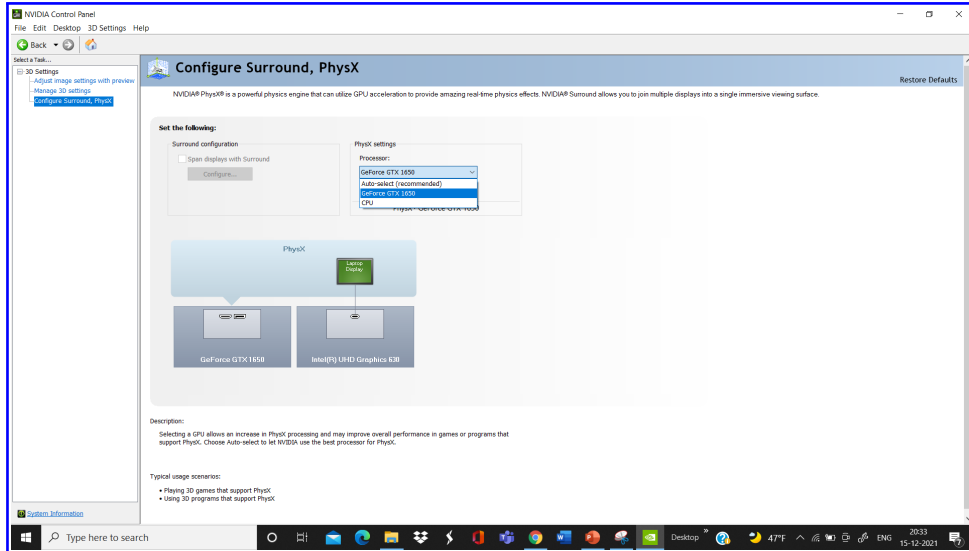 NVIDIA Control Panel
File Edit Desktop 3D Settings Help
Back
Select a Task...
3D Settings
Adjust image settings with preview
Manage 3D settings
Configure Surround, PhysX
Configure Surround, PhysX
Restore Defaults
NVIDIA® PhysX® is a powerful physics engine that can utilize GPU acceleration to provide amazing real-time physics effects. NVIDIA® Surround allows you to join multiple displays into a single immersive viewing surface.
Set the following:
Surround configuration
Span displays with Surround
Configure...
PhysX settings
Processor:
GeForce GTX 1650
Auto-select (recommended)
GeForce GTX 1650
CPU
PhysX - GeForce GTX 1650
PhysX
Laptop
Display
GeForce GTX 1650
Intel(R) UHD Graphics 630
Description:
Selecting a GPU allows an increase in PhysX processing and may improve overall performance in games or programs that
support PhysX. Choose Auto-select to let NVIDIA use the best processor for PhysX.
Typical usage scenarios:
• Playing 3D games that support PhysX
• Using 3D programs that support PhysX
System Information
Type here to search
Desktop
47°F
ENG
20:33
15-12-2021